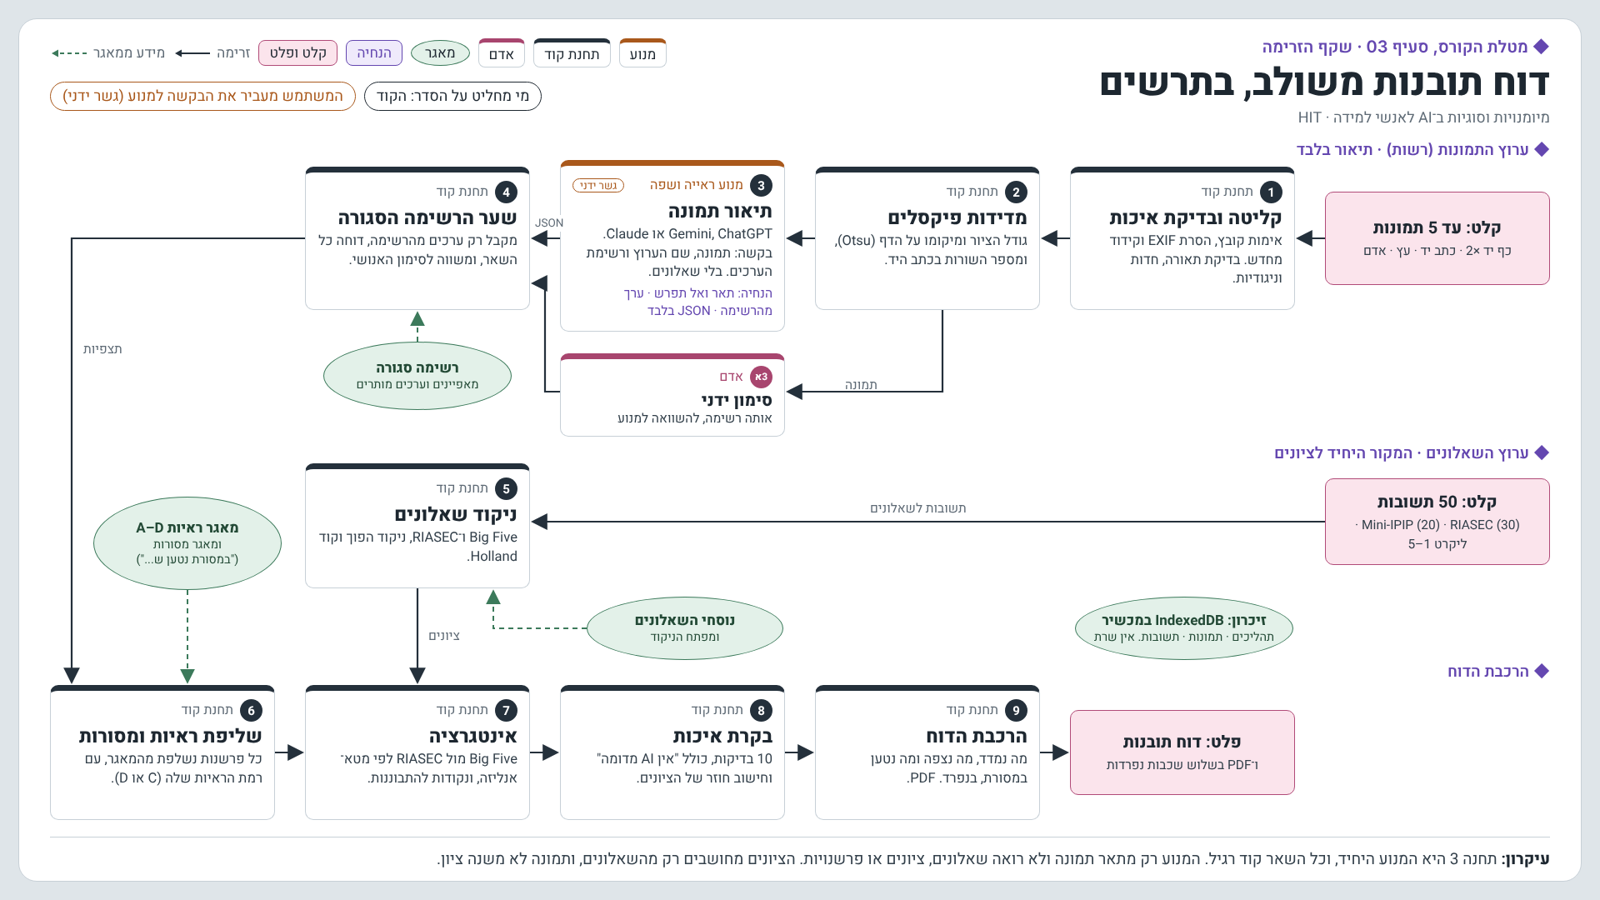 מטלת הקורס, סעיף 03 · שקף הזרימה
דוח תובנות משולב, בתרשים
מיומנויות וסוגיות ב־AI לאנשי למידה · HIT
מנוע
תחנת קוד
אדם
מאגר
הנחיה
קלט ופלט
זרימה
מידע ממאגר
מי מחליט על הסדר: הקוד
המשתמש מעביר את הבקשה למנוע (גשר ידני)
ערוץ התמונות (רשות) · תיאור בלבד
קלט: עד 5 תמונות
כף יד ×2 · כתב יד · עץ · אדם
1 תחנת קוד
קליטה ובדיקת איכות
אימות קובץ, הסרת EXIF וקידוד
מחדש. בדיקת תאורה, חדות
וניגודיות.
2 תחנת קוד
מדידות פיקסלים
גודל הציור ומיקומו על הדף (Otsu),
ומספר השורות בכתב היד.
3 מנוע ראייה ושפה
גשר ידני
תיאור תמונה
Gemini, ChatGPT או Claude.
בקשה: תמונה, שם הערוץ ורשימת
הערכים. בלי שאלונים.
הנחיה: תאר ואל תפרש · ערך
מהרשימה · JSON בלבד
JSON
4 תחנת קוד
שער הרשימה הסגורה
מקבל רק ערכים מהרשימה, דוחה כל
השאר, ומשווה לסימון האנושי.
תמונה
3א אדם
סימון ידני
אותה רשימה, להשוואה למנוע
רשימה סגורה
מאפיינים וערכים מותרים
תצפיות
ערוץ השאלונים · המקור היחיד לציונים
קלט: 50 תשובות
Mini-IPIP (20) · RIASEC (30) ·
ליקרט 1–5
תשובות לשאלונים
5 תחנת קוד
ניקוד שאלונים
Big Five ו־RIASEC, ניקוד הפוך וקוד
Holland.
מאגר ראיות A–D
ומאגר מסורות
("במסורת נטען ש...")
זיכרון: IndexedDB במכשיר
תהליכים · תמונות · תשובות. אין שרת
נוסחי השאלונים
ומפתח הניקוד
ציונים
הרכבת הדוח
6 תחנת קוד
שליפת ראיות ומסורות
כל פרשנות נשלפת מהמאגר, עם
רמת הראיות שלה (C או D).
7 תחנת קוד
אינטגרציה
Big Five מול RIASEC לפי מטא־
אנליזה, ונקודות להתבוננות.
8 תחנת קוד
בקרת איכות
10 בדיקות, כולל "אין AI מדומה"
וחישוב חוזר של הציונים.
9 תחנת קוד
הרכבת הדוח
מה נמדד, מה נצפה ומה נטען
במסורת, בנפרד. PDF.
פלט: דוח תובנות
ו־PDF בשלוש שכבות נפרדות
עיקרון: תחנה 3 היא המנוע היחיד, וכל השאר קוד רגיל. המנוע רק מתאר תמונה ולא רואה שאלונים, ציונים או פרשנויות. הציונים מחושבים רק מהשאלונים, ותמונה לא משנה ציון.